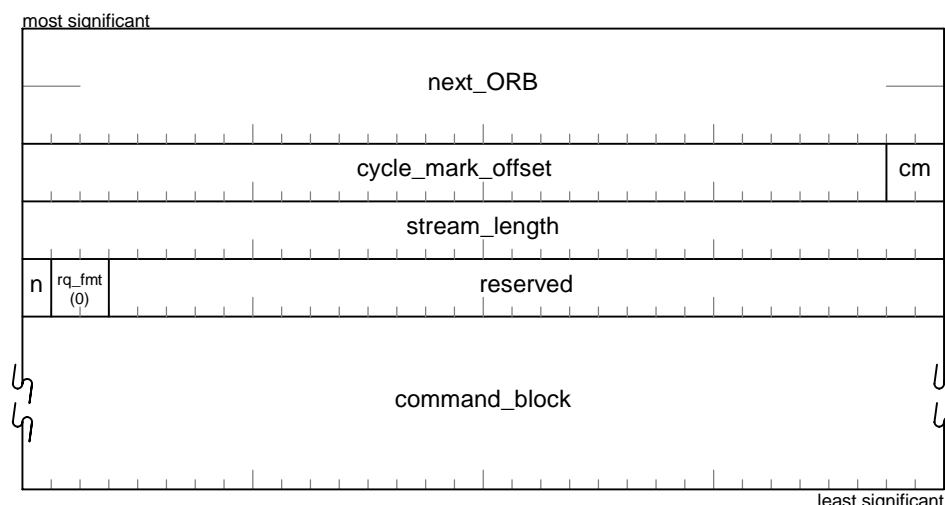 most significant
next_ORB
cycle_mark_offset cm
stream_length
n rq_fmt (0) reserved
command_block
least significant